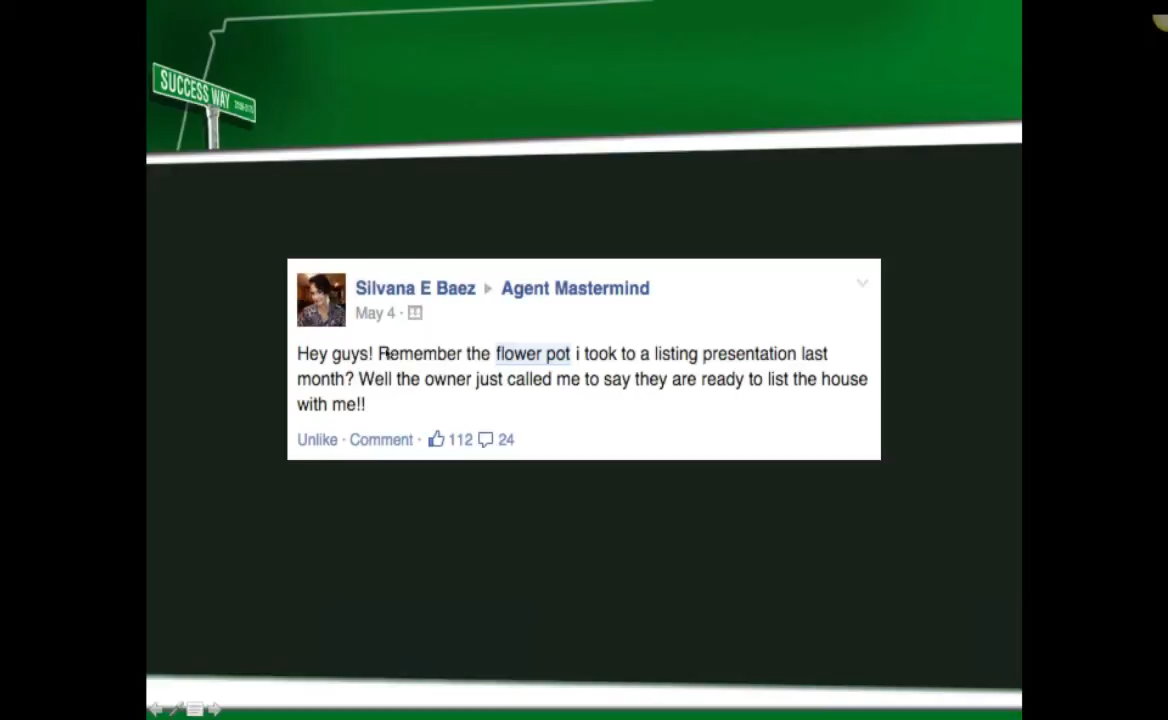 SUCCESS WAY
Silvana E Baez Agent Mastermind
May 4 ·
Hey guys! Remember the flower pot i took to a listing presentation last
month? Well the owner just called me to say they are ready to list the house
with me!!
Unlike · Comment · 112 24